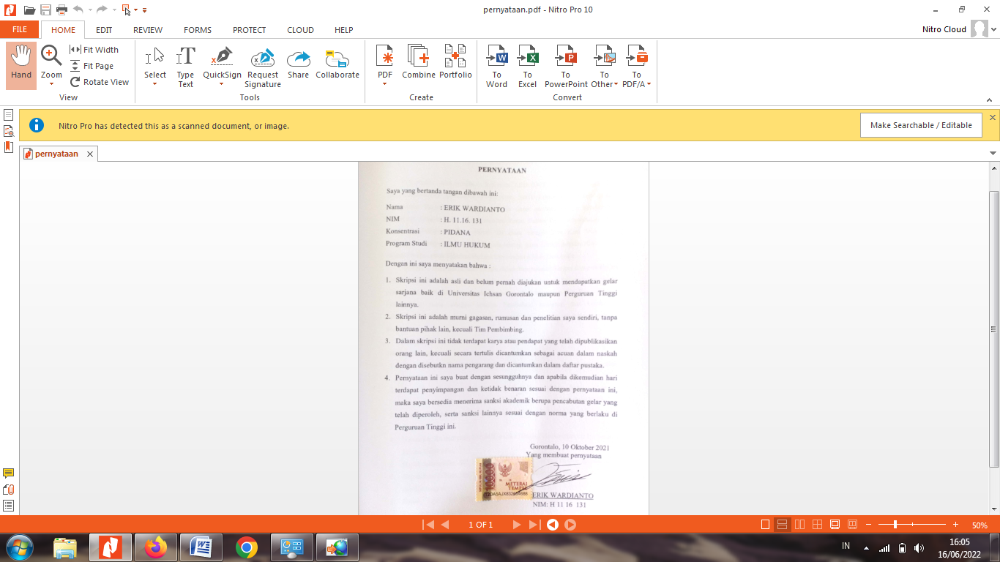 pernyataan.pdf - Nitro Pro 10
FILE HOME EDIT REVIEW FORMS PROTECT CLOUD HELP
Nitro Cloud
Hand
Zoom
Fit Width
Fit Page
Rotate View
View
Select
Type Text
QuickSign
Request Signature
Share
Collaborate
Tools
PDF
Combine
Portfolio
Create
To Word
To Excel
To PowerPoint
To Other
To PDF/A
Convert
Nitro Pro has detected this as a scanned document, or image.
Make Searchable / Editable
pernyataan
PERNYATAAN
Saya yang bertanda tangan dibawah ini:
Nama : ERIK WARDIANTO
NIM : H. 11.16. 131
Konsentrasi : PIDANA
Program Studi : ILMU HUKUM
Dengan ini saya menyatakan bahwa :
1. Skripsi ini adalah asli dan belum pernah diajukan untuk mendapatkan gelar
sarjana baik di Universitas Ichsan Gorontalo maupun Perguruan Tinggi
lainnya.
2. Skripsi ini adalah murni gagasan, rumusan dan penelitian saya sendiri, tanpa
bantuan pihak lain, kecuali Tim Pembimbing.
3. Dalam skripsi ini tidak terdapat karya atau pendapat yang telah dipublikasikan
orang lain, kecuali secara tertulis dicantumkan sebagai acuan dalam naskah
dengan disebutkn nama pengarang dan dicantumkan dalam daftar pustaka.
4. Pernyataan ini saya buat dengan sesungguhnya dan apabila dikemudian hari
terdapat penyimpangan dan ketidak benaran sesuai dengan pernyataan ini,
maka saya bersedia menerima sanksi akademik berupa pencabutan gelar yang
telah diperoleh, serta sanksi lainnya sesuai dengan norma yang berlaku di
Perguruan Tinggi ini.
Gorontalo, 10 Oktober 2021
Yang membuat pernyataan
10000
METERAI
TEMPEL
ERIK WARDIANTO
NIM: H 11 16 131
1 OF 1
50%
IN
16:05
16/06/2022